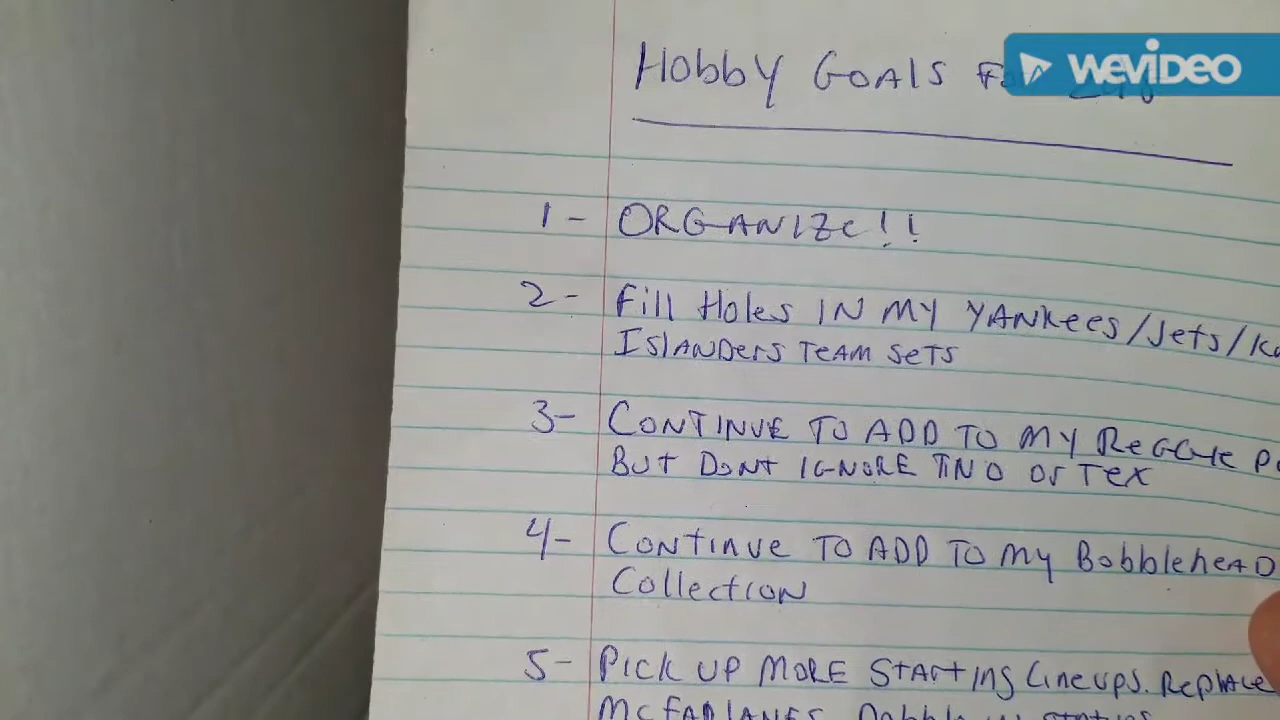 HOBBY GOALS
WEVIDEO
1- ORGANIZe!!
2- Fill Holes IN MY YANKees/Jets/
ISlANDers TeAM SeTS
3- CONTINUE TO ADD TO MY ReGGIE
BUT DONT IGNORE TINO or TeX
4- CONTINUE TO ADD TO MY BobbleheAD
CollectION
5- PICK UP MORE STArtINg LINeUPS. RePlAce
McFARlANES.